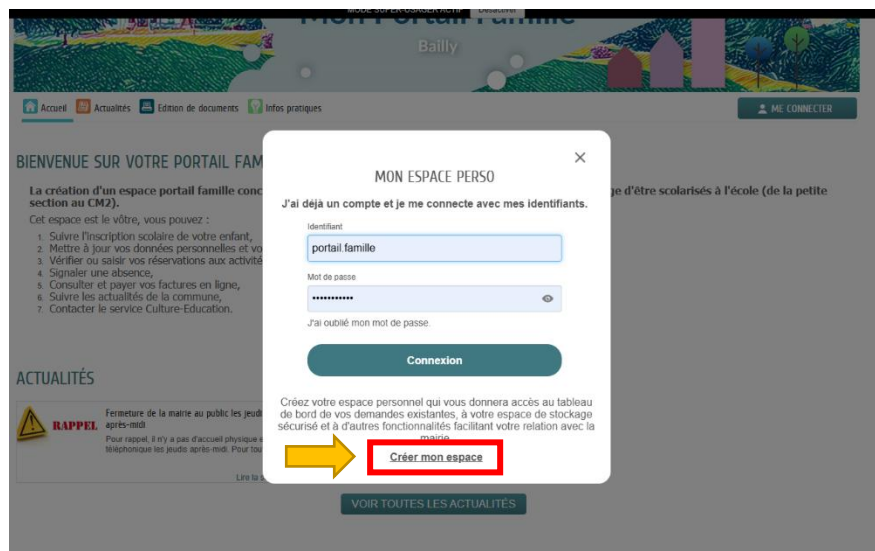 MODE SUPER-USAGER ACTIF Désactiver
Mon Portail Famille
Bailly
Accueil Actualités Edition de documents Infos pratiques ME CONNECTER
BIENVENUE SUR VOTRE PORTAIL FAM
La création d'un espace portail famille conc
ge d'être scolarisés à l'école (de la petite
section au CM2).
Cet espace est le vôtre, vous pouvez :
1. Suivre l'inscription scolaire de votre enfant,
2. Mettre à jour vos données personnelles et vo
3. Vérifier ou saisir vos réservations aux activité
4. Signaler une absence,
5. Consulter et payer vos factures en ligne,
6. Suivre les actualités de la commune,
7. Contacter le service Culture-Education.
ACTUALITÉS
RAPPEL
Fermeture de la mairie au public les jeudi
après-midi
Pour rappel, il n'y a pas d'accueil physique e
téléphonique les jeudis après-midi. Pour tou
Lire la s
VOIR TOUTES LES ACTUALITÉS
MON ESPACE PERSO
J'ai déjà un compte et je me connecte avec mes identifiants.
Identifiant
portail.famille
Mot de passe
•••••••••••
J'ai oublié mon mot de passe.
Connexion
Créez votre espace personnel qui vous donnera accès au tableau
de bord de vos demandes existantes, à votre espace de stockage
sécurisé et à d'autres fonctionnalités facilitant votre relation avec la
mairie.
Créer mon espace